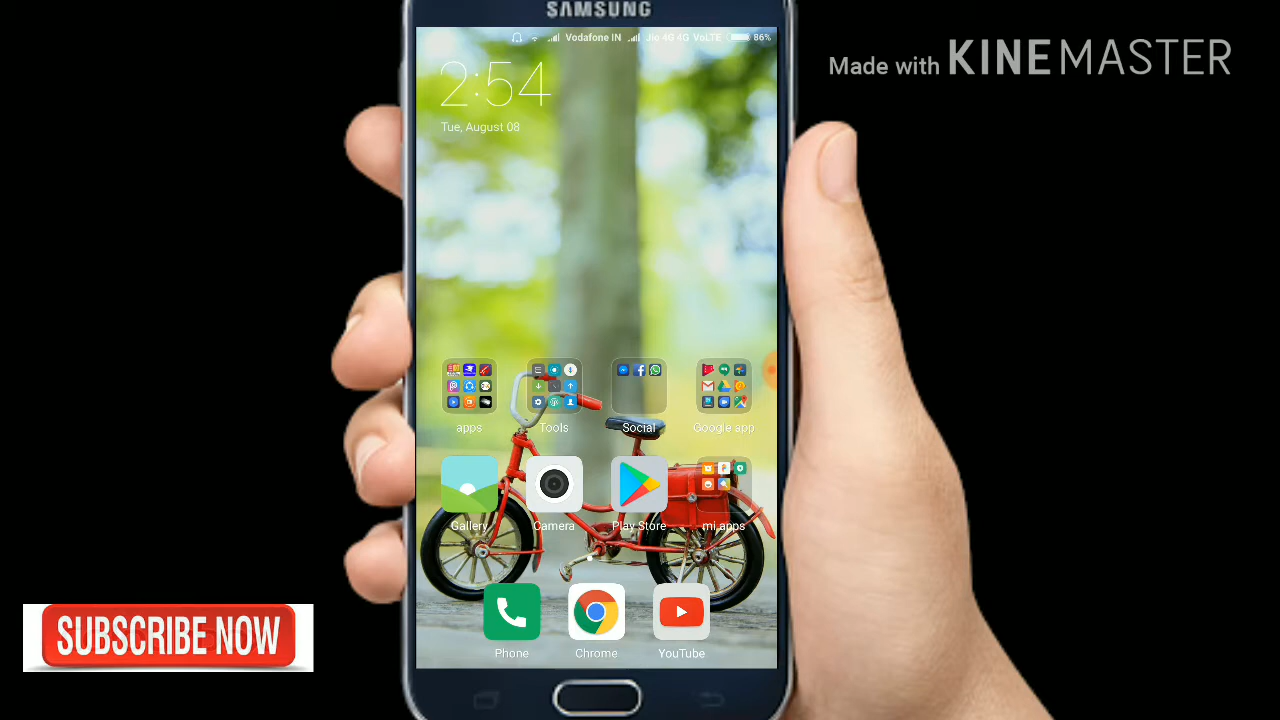 SAMSUNG
Vodafone IN Jio 4G 4G VoLTE 86%
Made with KINEMASTER
2:54
Tue, August 08
apps Tools Social Google app
Gallery Camera Play Store mi apps
SUBSCRIBE NOW
Phone Chrome YouTube